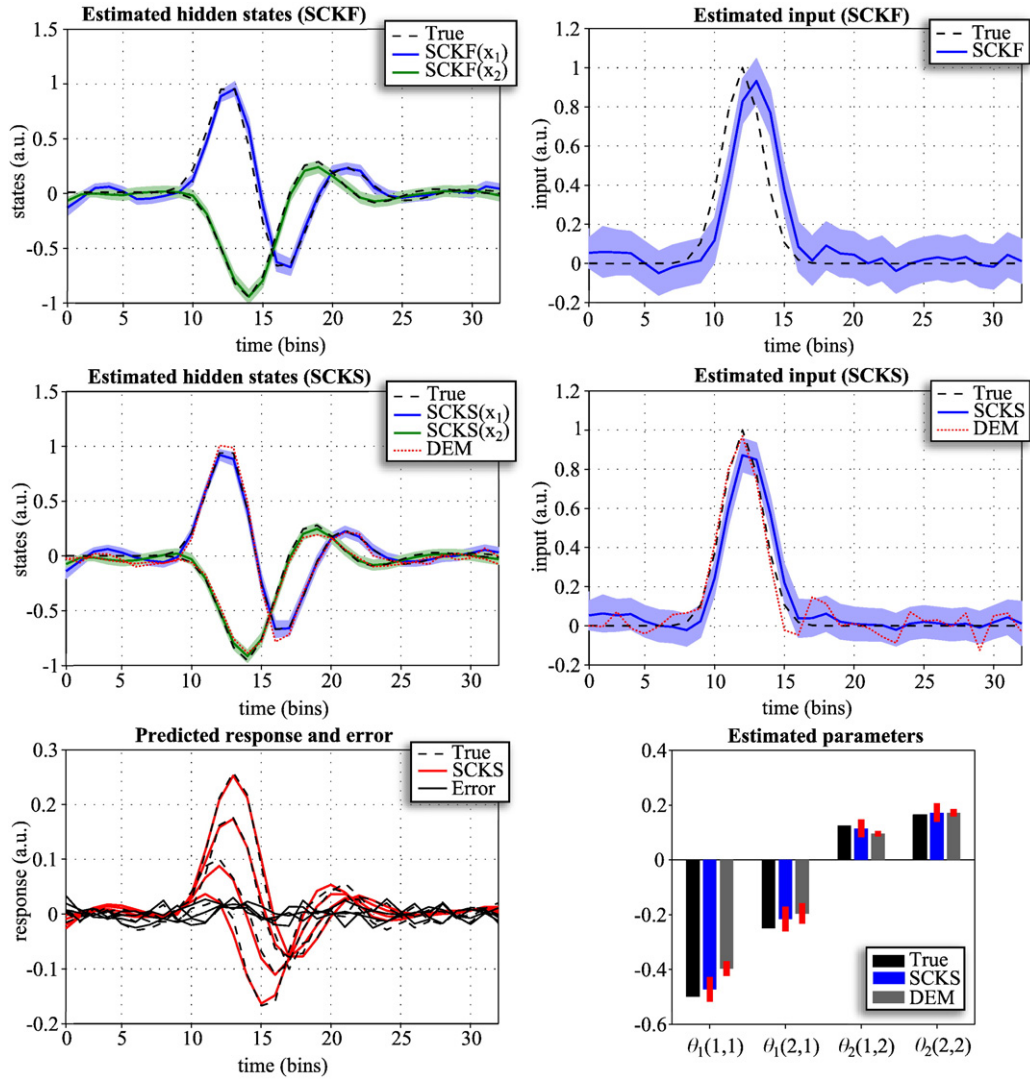 Estimated hidden states (SCKF)
True
SCKF(x₁)
SCKF(x₂)
states (a.u.)
1.5
1
0.5
0
-0.5
-1
0 5 10 15 20 25 30
time (bins)
Estimated input (SCKF)
True
SCKF
input (a.u.)
1.2
1
0.8
0.6
0.4
0.2
0
-0.2
0 5 10 15 20 25 30
time (bins)
Estimated hidden states (SCKS)
True
SCKS(x₁)
SCKS(x₂)
DEM
states (a.u.)
1.5
1
0.5
0
-0.5
-1
0 5 10 15 20 25 30
time (bins)
Estimated input (SCKS)
True
SCKS
DEM
input (a.u.)
1.2
1
0.8
0.6
0.4
0.2
0
-0.2
0 5 10 15 20 25 30
time (bins)
Predicted response and error
True
SCKS
Error
response (a.u.)
0.3
0.2
0.1
0
-0.1
-0.2
0 5 10 15 20 25 30
time (bins)
Estimated parameters
0.4
0.2
0
-0.2
-0.4
-0.6
True
SCKS
DEM
θ₁(1,1) θ₁(2,1) θ₂(1,2) θ₂(2,2)